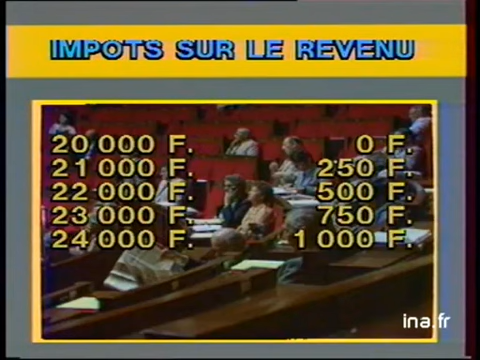 IMPOTS SUR LE REVENU
20 000 F. 0 F.
21 000 F. 250 F.
22 000 F. 500 F.
23 000 F. 750 F.
24 000 F. 1 000 F.
ina.fr